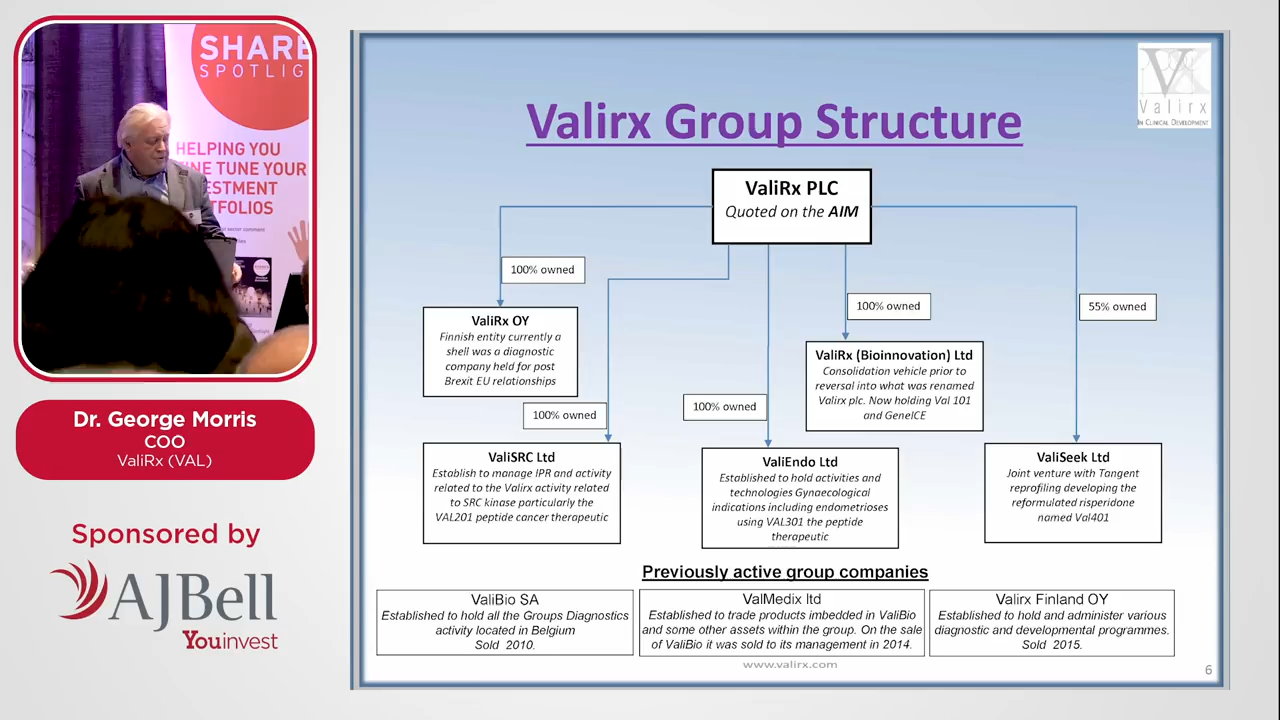 SHARE
SPOTLIG
HELPING YOU
INE TUNE YOUR
ESTMENT
TFOLIOS
Dr. George Morris
COO
ValiRx (VAL)
Sponsored by
AJBell
Youinvest
Valirx
IN CLINICAL DEVELOPMENT
Valirx Group Structure
ValiRx PLC
Quoted on the AIM
100% owned
ValiRx OY
Finnish entity currently a
shell was a diagnostic
company held for post
Brexit EU relationships
100% owned
ValiRx (Bioinnovation) Ltd
Consolidation vehicle prior to
reversal into what was renamed
Valirx plc. Now holding Val 101
and GeneICE
55% owned
100% owned
ValiSRC Ltd
Establish to manage IPR and activity
related to the Valirx activity related
to SRC kinase particularly the
VAL201 peptide cancer therapeutic
100% owned
ValiEndo Ltd
Established to hold activities and
technologies Gynaecological
indications including endometrioses
using VAL301 the peptide
therapeutic
ValiSeek Ltd
Joint venture with Tangent
reprofiling developing the
reformulated risperidone
named Val401
Previously active group companies
ValiBio SA
Established to hold all the Groups Diagnostics
activity located in Belgium
Sold 2010.
ValMedix ltd
Established to trade products imbedded in ValiBio
and some other assets within the group. On the sale
of ValiBio it was sold to its management in 2014.
Valirx Finland OY
Established to hold and administer various
diagnostic and developmental programmes.
Sold 2015.
www.valirx.com
6